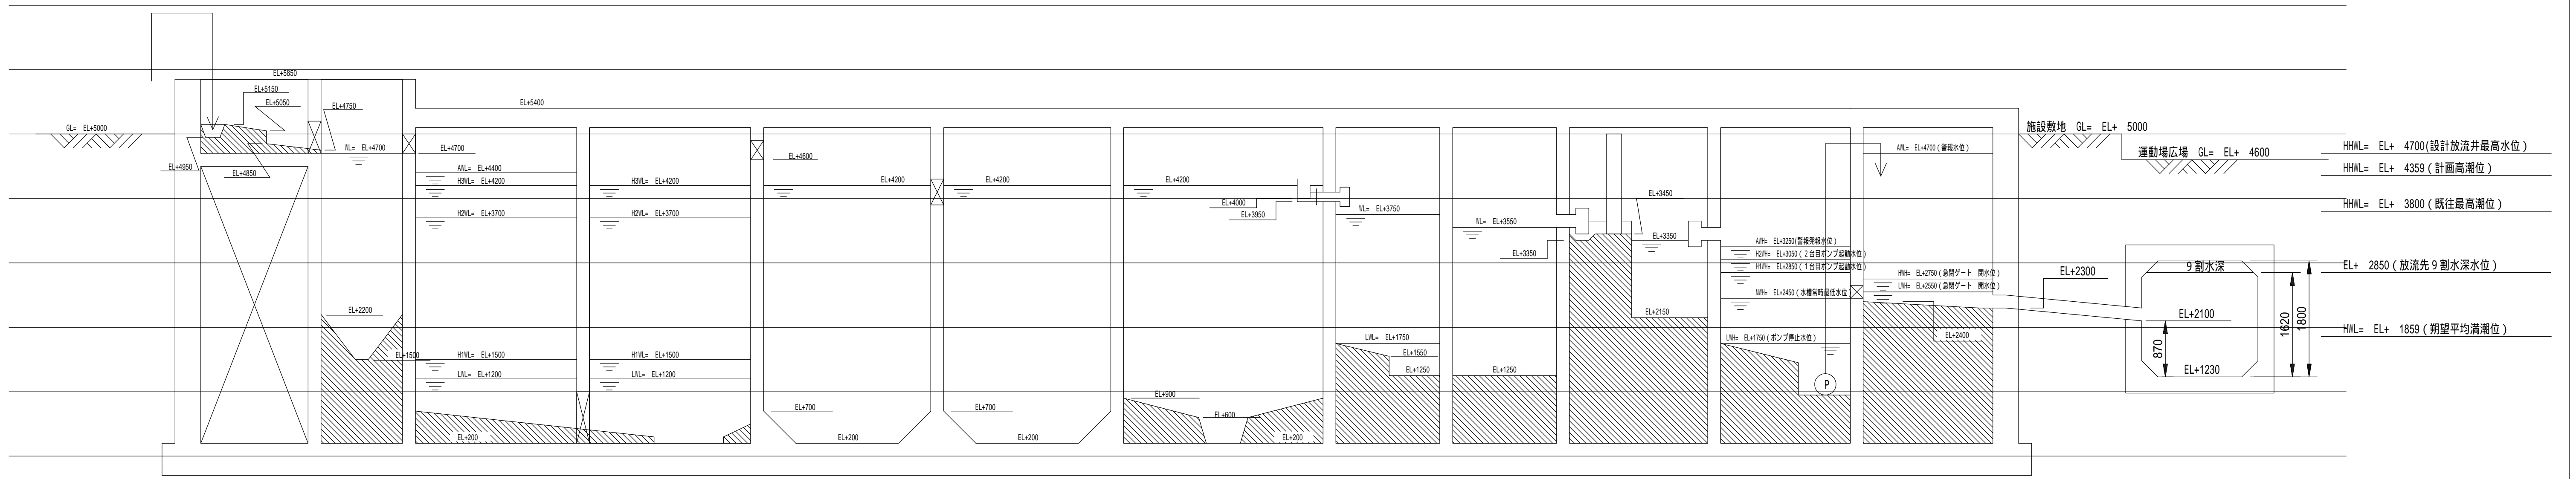 EL+5850
EL+5150
EL+5050
EL+4750
EL+5400
GL=　EL+5000
WL=　EL+4700
EL+4700
EL+4950
EL+4850
AWL=　EL+4400
H3WL=　EL+4200
H2WL=　EL+3700
H3WL=　EL+4200
H2WL=　EL+3700
EL+4600
EL+4200
EL+4200
EL+4200
EL+4000
EL+3950
WL=　EL+3750
WL=　EL+3550
EL+3450
EL+3350
EL+3350
AWH=　EL+3250(警報発報水位)
H2WH=　EL+3050(２台目ポンプ起動水位)
H1WH=　EL+2850(１台目ポンプ起動水位)
MWH=　EL+2450(水槽常時最低水位)
AWL=　EL+4700(警報水位)
HWH=　EL+2750(急閉ゲート　閉水位)
LWH=　EL+2550(急閉ゲート　開水位)
施設敷地　GL=　EL+　5000
運動場広場　GL=　EL+　4600
HHWL=　EL+　4700(設計放流井最高水位)
HHWL=　EL+　4359(計画高潮位)
HHWL=　EL+　3800(既往最高潮位)
EL+　2850(放流先９割水深水位)
HWL=　EL+　1859(朔望平均満潮位)
９割水深
EL+2300
EL+2100
EL+1230
870
1620
1800
EL+2400
EL+2200
EL+1500
H1WL=　EL+1500
LWL=　EL+1200
H1WL=　EL+1500
LWL=　EL+1200
EL+200
EL+700
EL+200
EL+700
EL+200
EL+900
EL+600
EL+200
LWL=　EL+1750
EL+1550
EL+1250
EL+1250
EL+2150
LWH=　EL+1750(ポンプ停止水位)
P